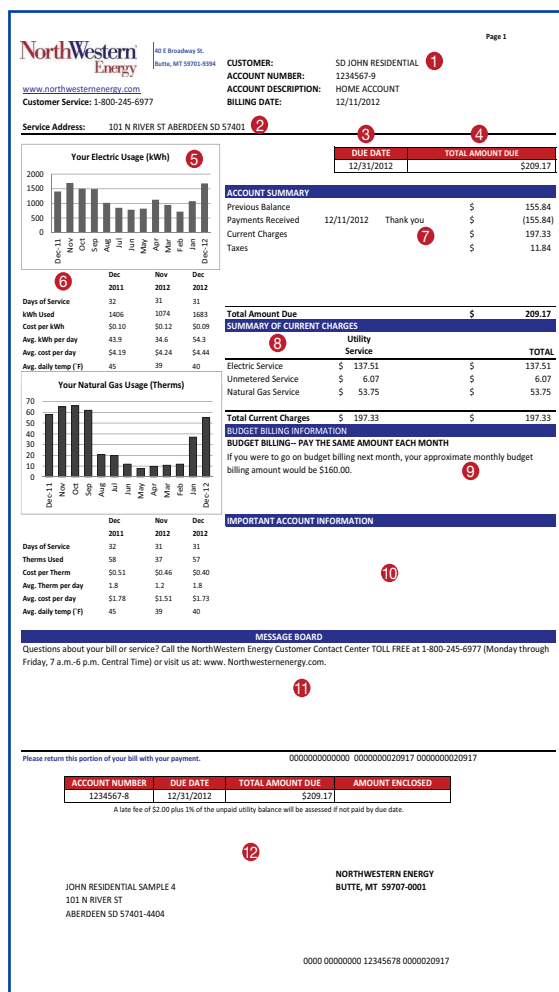 Page 1
NorthWestern Energy
40 E Broadway St.
Butte, MT 59701-9394
www.northwesternenergy.com
Customer Service: 1-800-245-6977
CUSTOMER: SD JOHN RESIDENTIAL 1
ACCOUNT NUMBER: 1234567-9
ACCOUNT DESCRIPTION: HOME ACCOUNT
BILLING DATE: 12/11/2012
Service Address: 101 N RIVER ST ABERDEEN SD 57401 2
3 4
DUE DATE TOTAL AMOUNT DUE
12/31/2012 $209.17
Your Electric Usage (kWh) 5
2000
1500
1000
500
0
Dec-11 Nov Oct Sep Aug Jul Jun May Apr Mar Feb Jan Dec-12
6
Dec Nov Dec
2011 2012 2012
Days of Service 32 31 31
kWh Used 1406 1074 1683
Cost per kWh $0.10 $0.12 $0.09
Avg. kWh per day 43.9 34.6 54.3
Avg. cost per day $4.19 $4.24 $4.44
Avg. daily temp (˚F) 45 39 40
Your Natural Gas Usage (Therms)
70
60
50
40
30
20
10
0
Dec-11 Nov Oct Sep Aug Jul Jun May Apr Mar Feb Jan Dec-12
Dec Nov Dec
2011 2012 2012
Days of Service 32 31 31
Therms Used 58 37 57
Cost per Therm $0.51 $0.46 $0.40
Avg. Therm per day 1.8 1.2 1.8
Avg. cost per day $1.78 $1.51 $1.73
Avg. daily temp (˚F) 45 39 40
ACCOUNT SUMMARY
Previous Balance $ 155.84
Payments Received 12/11/2012 Thank you $ (155.84)
Current Charges 7 $ 197.33
Taxes $ 11.84
Total Amount Due $ 209.17
SUMMARY OF CURRENT CHARGES
8 Utility
Service TOTAL
Electric Service $ 137.51 $ 137.51
Unmetered Service $ 6.07 $ 6.07
Natural Gas Service $ 53.75 $ 53.75
Total Current Charges $ 197.33 $ 197.33
BUDGET BILLING INFORMATION
BUDGET BILLING-- PAY THE SAME AMOUNT EACH MONTH
If you were to go on budget billing next month, your approximate monthly budget
billing amount would be $160.00. 9
IMPORTANT ACCOUNT INFORMATION
10
MESSAGE BOARD
Questions about your bill or service? Call the NorthWestern Energy Customer Contact Center TOLL FREE at 1-800-245-6977 (Monday through
Friday, 7 a.m.-6 p.m. Central Time) or visit us at: www. Northwesternenergy.com.
11
Please return this portion of your bill with your payment. 0000000000000 0000000020917 0000000020917
ACCOUNT NUMBER DUE DATE TOTAL AMOUNT DUE AMOUNT ENCLOSED
1234567-8 12/31/2012 $209.17
A late fee of $2.00 plus 1% of the unpaid utility balance will be assessed if not paid by due date.
12
NORTHWESTERN ENERGY
BUTTE, MT 59707-0001
JOHN RESIDENTIAL SAMPLE 4
101 N RIVER ST
ABERDEEN SD 57401-4404
0000 00000000 12345678 0000020917